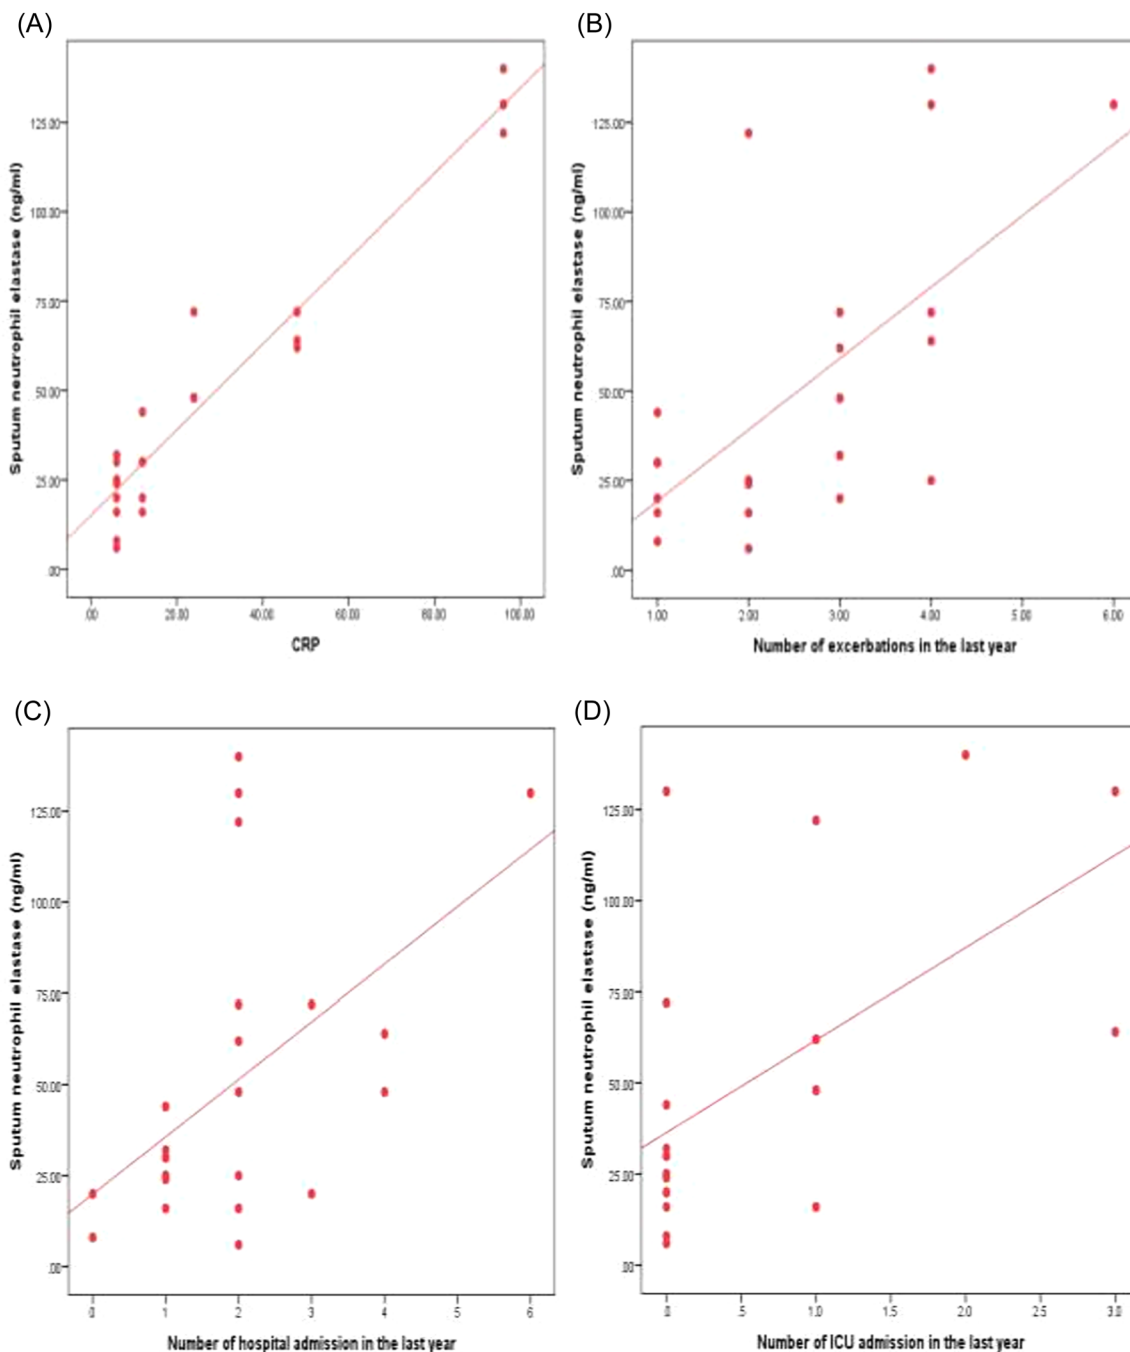 (A)
Sputum neutrophil elastase (ng/ml)
125.00
100.00
75.00
50.00
25.00
.00
.00 20.00 40.00 60.00 80.00 100.00
CRP
(B)
Sputum neutrophil elastase (ng/ml)
125.00
100.00
75.00
50.00
25.00
.00
1.00 2.00 3.00 4.00 5.00 6.00
Number of excerbations in the last year
(C)
Sputum neutrophil elastase (ng/ml)
125.00
100.00
75.00
50.00
25.00
.00
0 1 2 3 4 5 6
Number of hospital admission in the last year
(D)
Sputum neutrophil elastase (ng/ml)
125.00
100.00
75.00
50.00
25.00
.00
.0 .5 1.0 1.5 2.0 2.5 3.0
Number of ICU admission in the last year